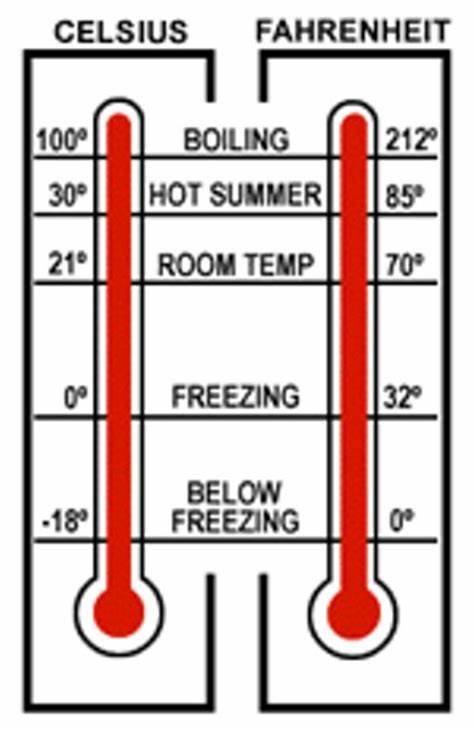 CELSIUS FAHRENHEIT
100º BOILING 212º
30º HOT SUMMER 85º
21º ROOM TEMP 70º
0º FREEZING 32º
BELOW
-18º FREEZING 0º